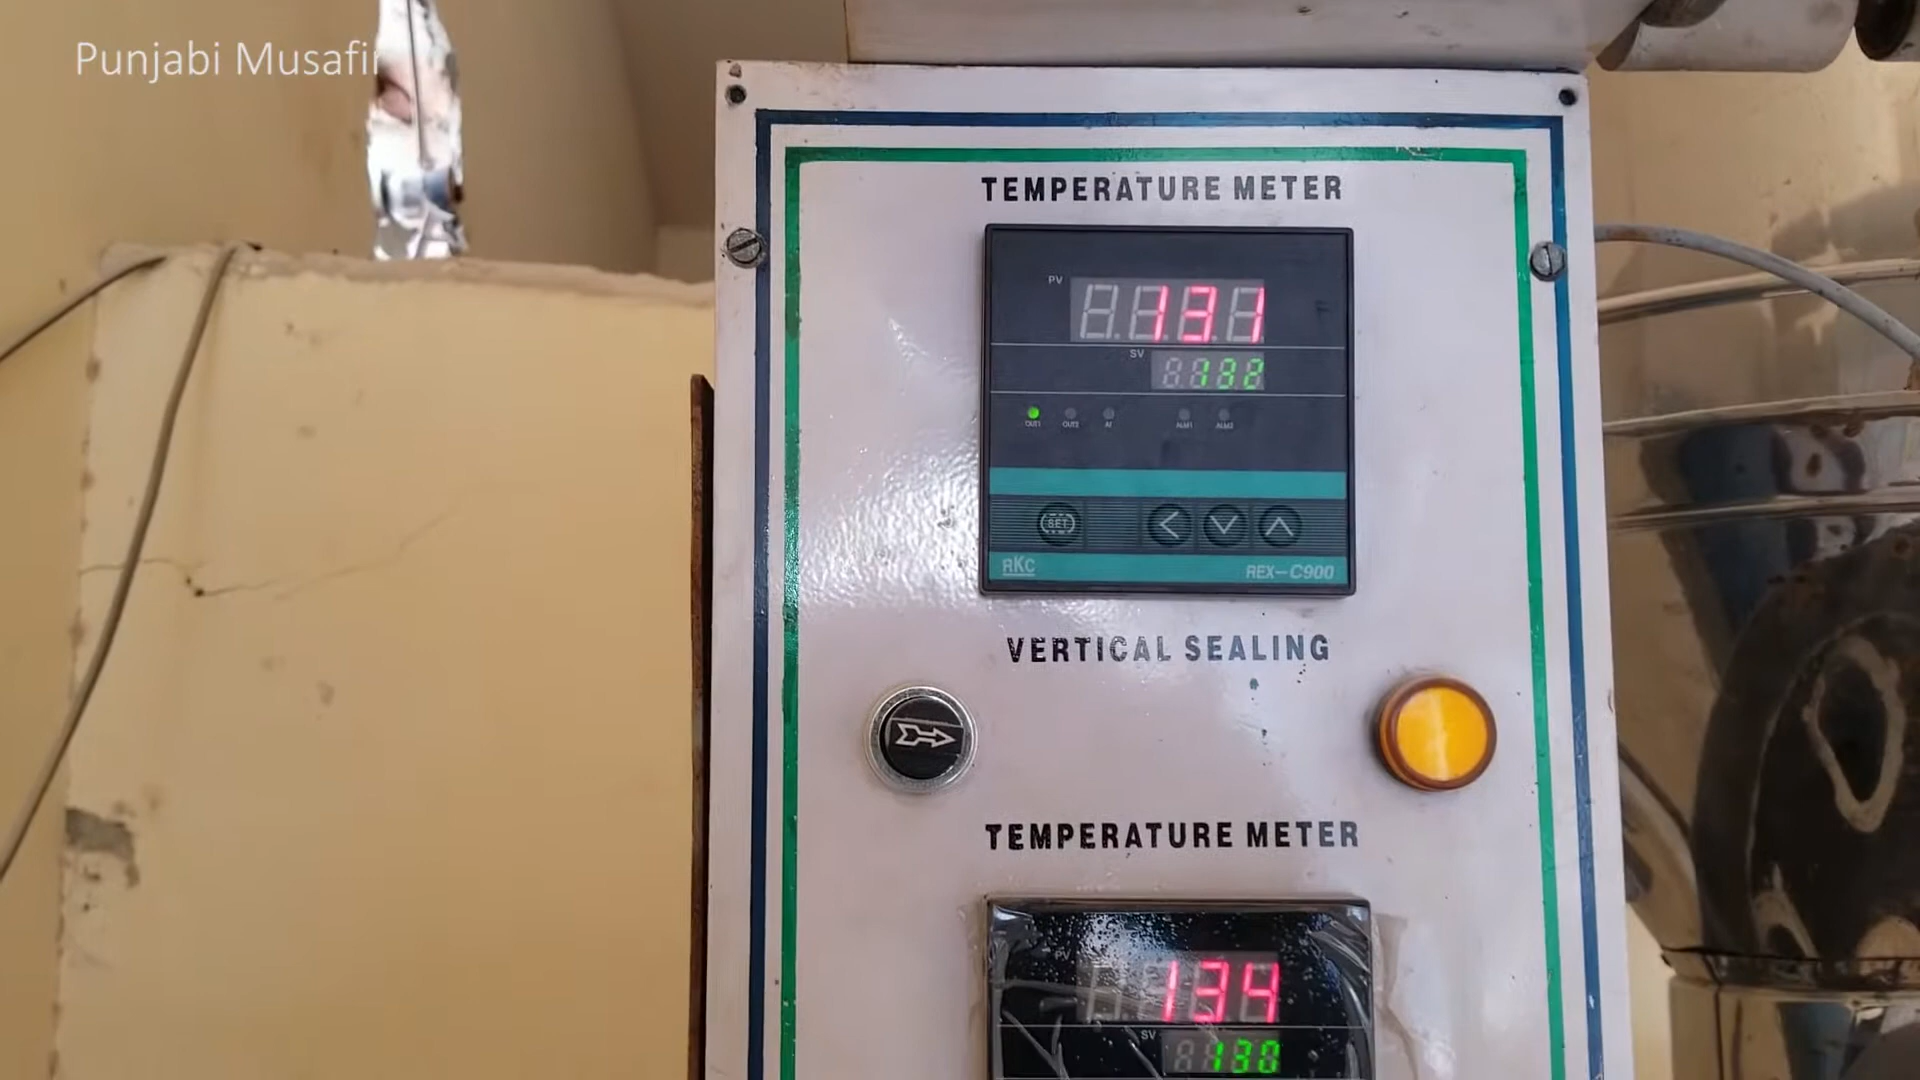 Punjabi Musafir
TEMPERATURE METER
PV
131
SV
132
OUT1 OUT2 AT ALM1 ALM2
SET
RKC REX-C900
VERTICAL SEALING
TEMPERATURE METER
PV
134
SV
130